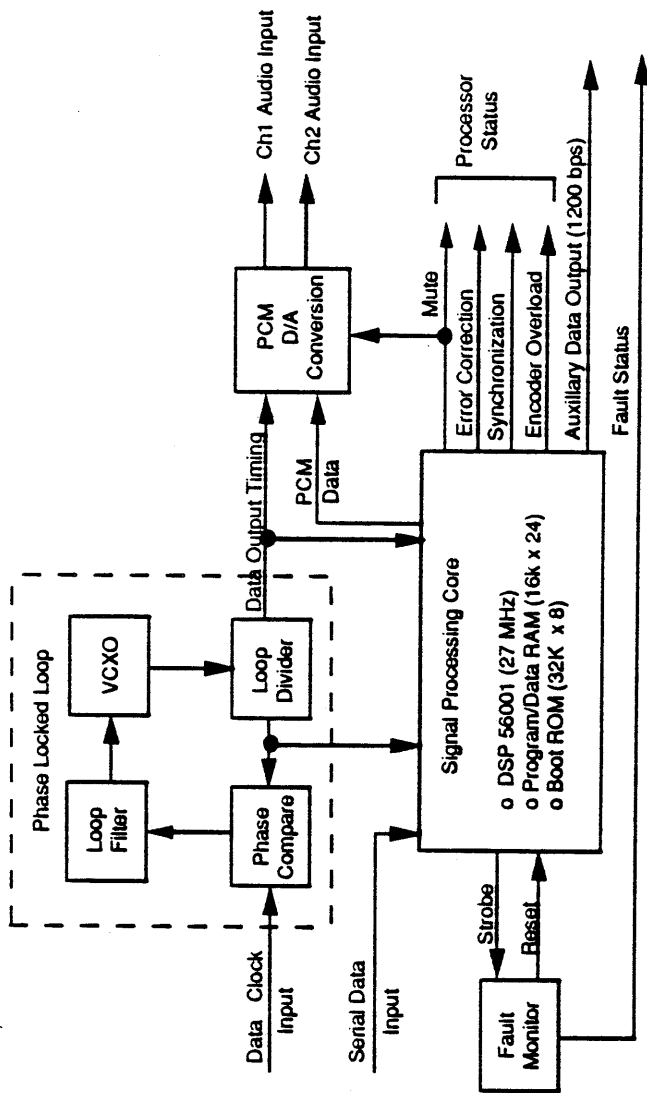 Phase Locked Loop
Loop
Filter
VCXO
Phase
Compare
Loop
Divider
Data Clock
Input
Data Output Timing
PCM
D/A
Conversion
Ch1 Audio Input
Ch2 Audio Input
PCM
Data
Serial Data
Input
Signal Processing Core
o DSP 56001 (27 MHz)
o Program/Data RAM (16k x 24)
o Boot ROM (32K x 8)
Mute
Error Correction
Synchronization
Encoder Overload
Processor
Status
Auxillary Data Output (1200 bps)
Strobe
Reset
Fault
Monitor
Fault Status